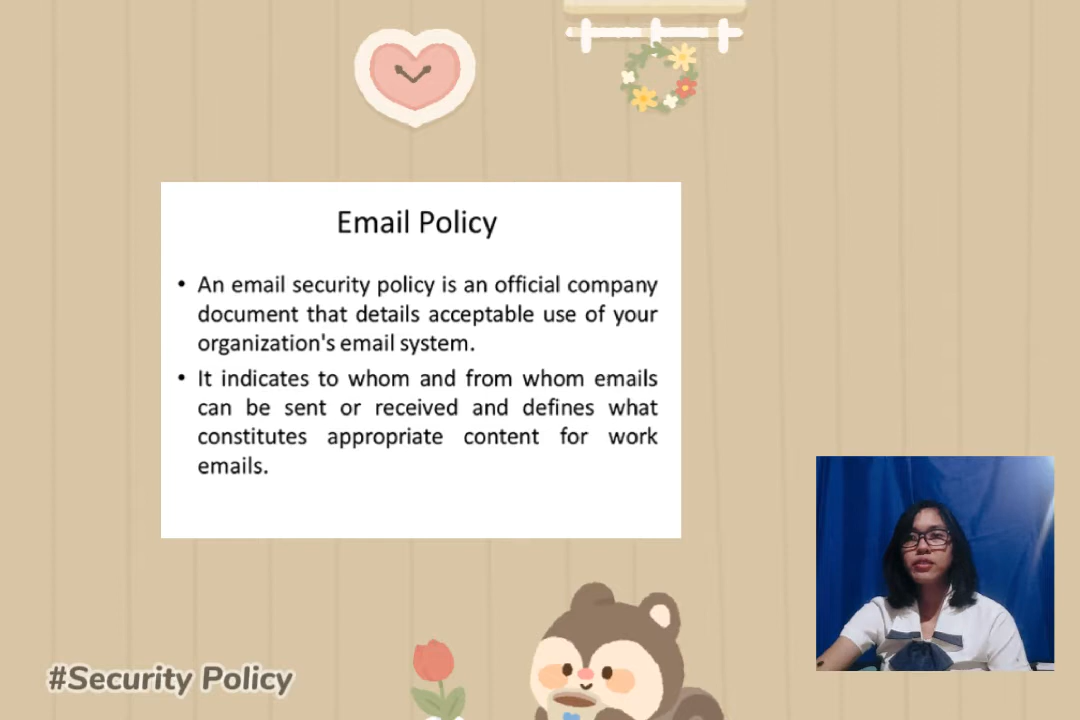 Email Policy
• An email security policy is an official company
document that details acceptable use of your
organization's email system.
• It indicates to whom and from whom emails
can be sent or received and defines what
constitutes appropriate content for work
emails.
#Security Policy